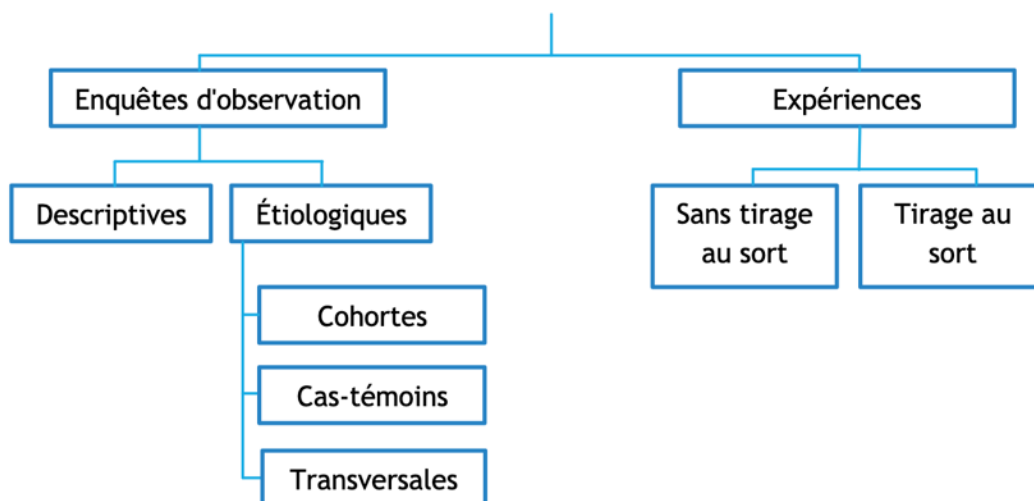 Enquêtes d'observation
Expériences
Descriptives
Étiologiques
Sans tirage
au sort
Tirage au
sort
Cohortes
Cas-témoins
Transversales